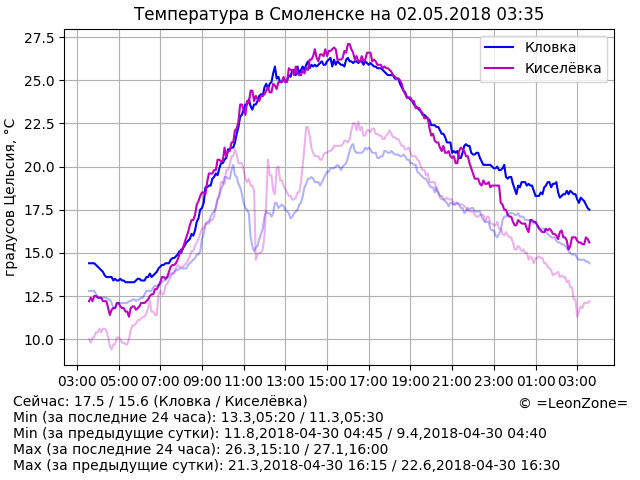 Температура в Смоленске на 02.05.2018 03:35
27.5
25.0
22.5
20.0
17.5
15.0
12.5
10.0
градусов Цельсия, °C
Кловка
Киселёвка
03:00 05:00 07:00 09:00 11:00 13:00 15:00 17:00 19:00 21:00 23:00 01:00 03:00
Сейчас: 17.5 / 15.6 (Кловка / Киселёвка)
© =LeonZone=
Min (за последние 24 часа): 13.3,05:20 / 11.3,05:30
Min (за предыдущие сутки): 11.8,2018-04-30 04:45 / 9.4,2018-04-30 04:40
Max (за последние 24 часа): 26.3,15:10 / 27.1,16:00
Max (за предыдущие сутки): 21.3,2018-04-30 16:15 / 22.6,2018-04-30 16:30